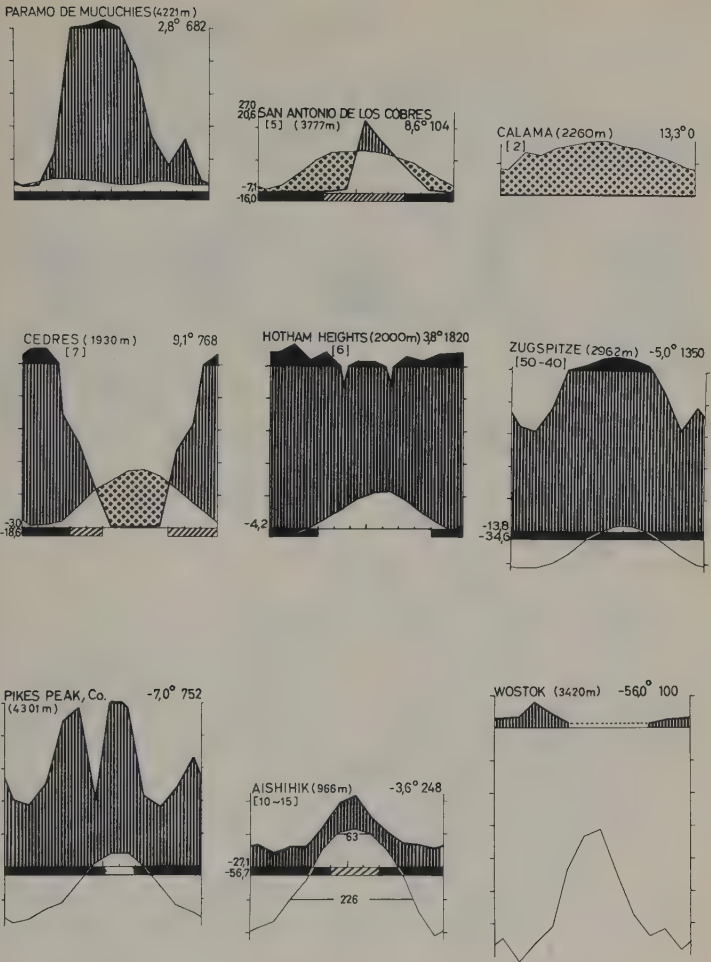 PARAMO DE MUCUCHIES (4221m)
2,8° 682
27,0
20,6
SAN ANTONIO DE LOS COBRES
[5] (3777m) 8,6° 104
-7,1
-16,0
CALAMA (2260m) 13,3° 0
[2]
CEDRES (1930m) 9,1° 768
[7]
-3,0
-18,6
HOTHAM HEIGHTS (2000m) 3,8° 1820
[6]
-4,2
ZUGSPITZE (2962m) -5,0° 1350
[50-40]
-13,8
-34,6
PIKES PEAK, Co. -7,0° 752
(4301m)
AISHIHIK (966m) -3,6° 248
[10~15]
63
-27,1
-56,7
226
WOSTOK (3420m) -56,0° 100